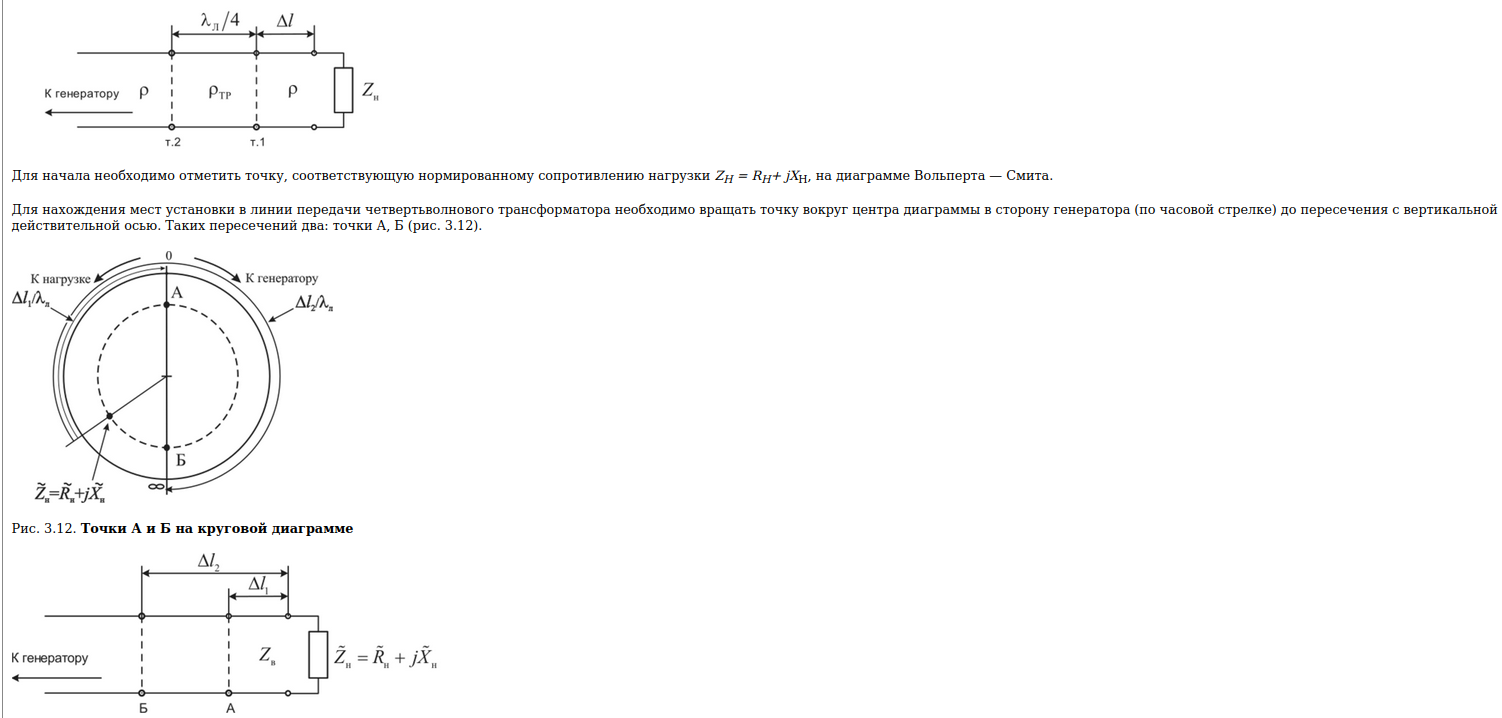 λл/4 Δl
К генератору ρ ρТР ρ Zн
т.2 т.1
Для начала необходимо отметить точку, соответствующую нормированному сопротивлению нагрузки ZН = RН+ jXН, на диаграмме Вольперта — Смита.
Для нахождения мест установки в линии передачи четвертьволнового трансформатора необходимо вращать точку вокруг центра диаграммы в сторону генератора (по часовой стрелке) до пересечения с вертикальной
действительной осью. Таких пересечений два: точки А, Б (рис. 3.12).
0
К нагрузке К генератору
Δl1/λл А Δl2/λл
Б
∞
Z̃н=R̃н+jX̃н
Рис. 3.12. Точки А и Б на круговой диаграмме
Δl2
Δl1
К генератору Zв Z̃н = R̃н + jX̃н
Б А